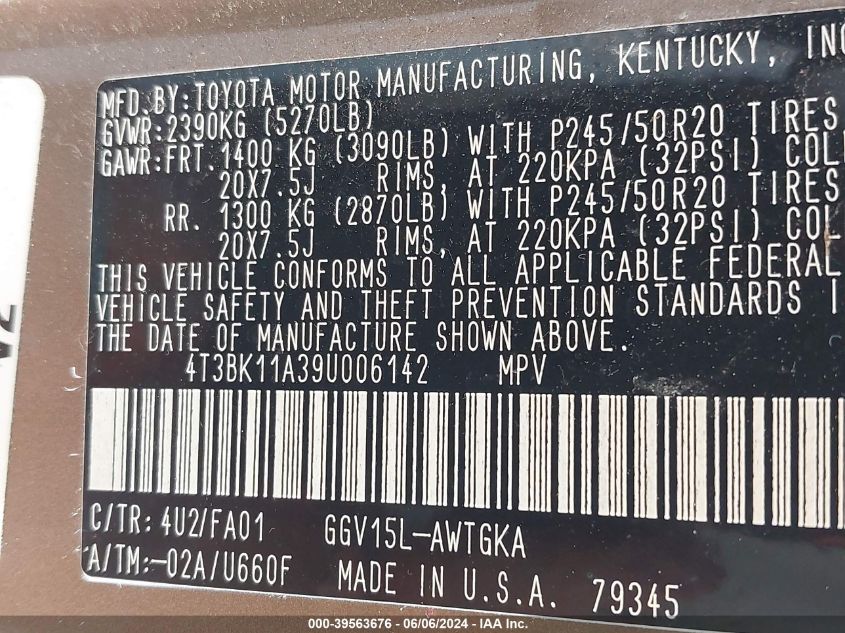 MFD.BY:TOYOTA MOTOR MANUFACTURING, KENTUCKY, INC
GVWR:2390KG (5270LB)
GAWR:FRT.1400 KG (3090LB) WITH P245/50R20 TIRES
20X7.5J RIMS, AT 220KPA (32PSI) COL
RR. 1300 KG (2870LB) WITH P245/50R20 TIRES
20X7.5J RIMS, AT 220KPA (32PSI) COL
THIS VEHICLE CONFORMS TO ALL APPLICABLE FEDERAL
VEHICLE SAFETY AND THEFT PREVENTION STANDARDS I
THE DATE OF MANUFACTURE SHOWN ABOVE.
4T3BK11A39U006142 MPV
C/TR: 4U2/FA01 GGV15L-AWTGKA
A/TM:-02A/U660F MADE IN U.S.A. 79345
000-39563676 - 06/06/2024 - IAA Inc.